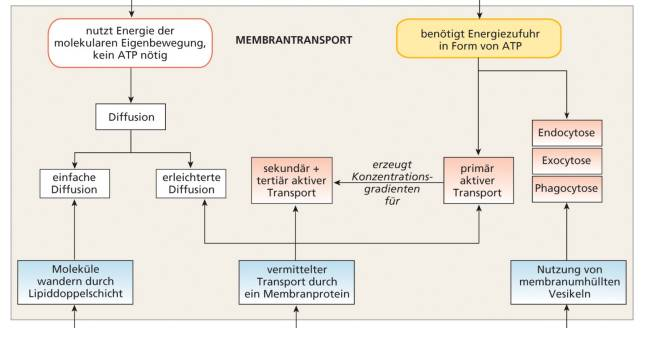 nutzt Energie der
molekularen Eigenbewegung,
kein ATP nötig
MEMBRANTRANSPORT
benötigt Energiezufuhr
in Form von ATP
Diffusion
Endocytose
Exocytose
Phagocytose
einfache
Diffusion
erleichterte
Diffusion
sekundär +
tertiär aktiver
Transport
erzeugt
Konzentrations-
gradienten
für
primär
aktiver
Transport
Moleküle
wandern durch
Lipiddoppelschicht
vermittelter
Transport durch
ein Membranprotein
Nutzung von
membranumhüllten
Vesikeln